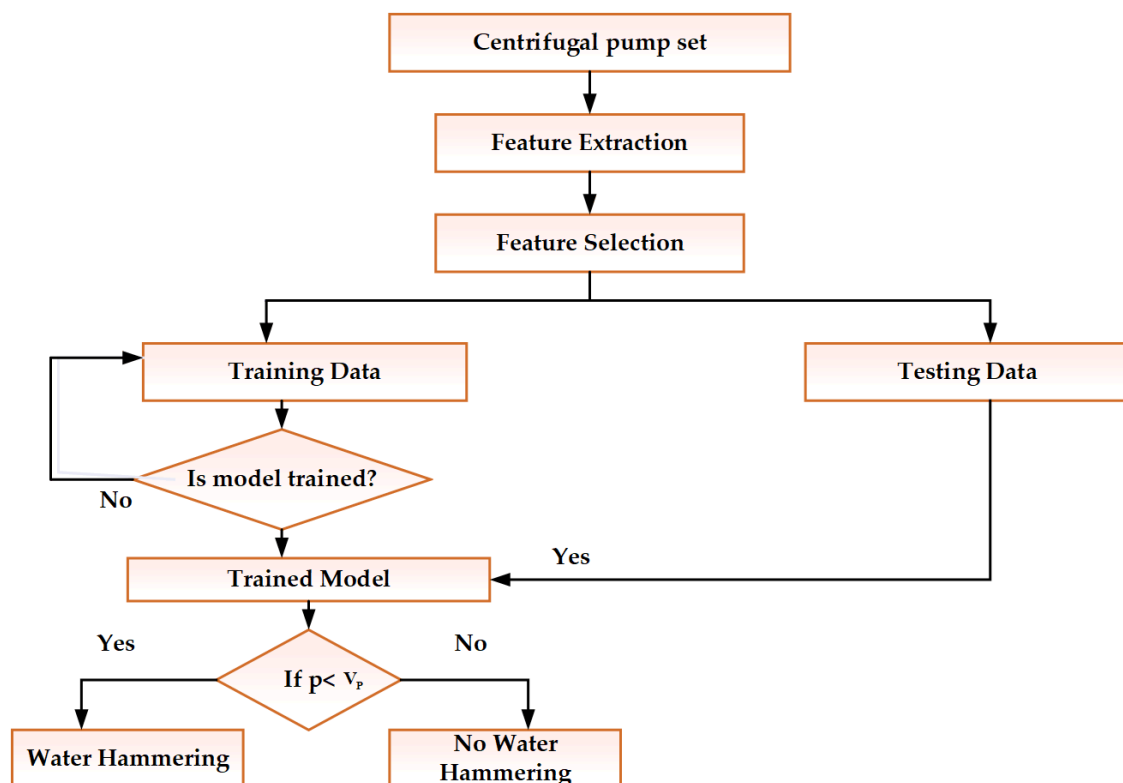 Centrifugal pump set
Feature Extraction
Feature Selection
Training Data
Testing Data
Is model trained?
No
Yes
Trained Model
Yes
No
If p< VP
Water Hammering
No Water
Hammering